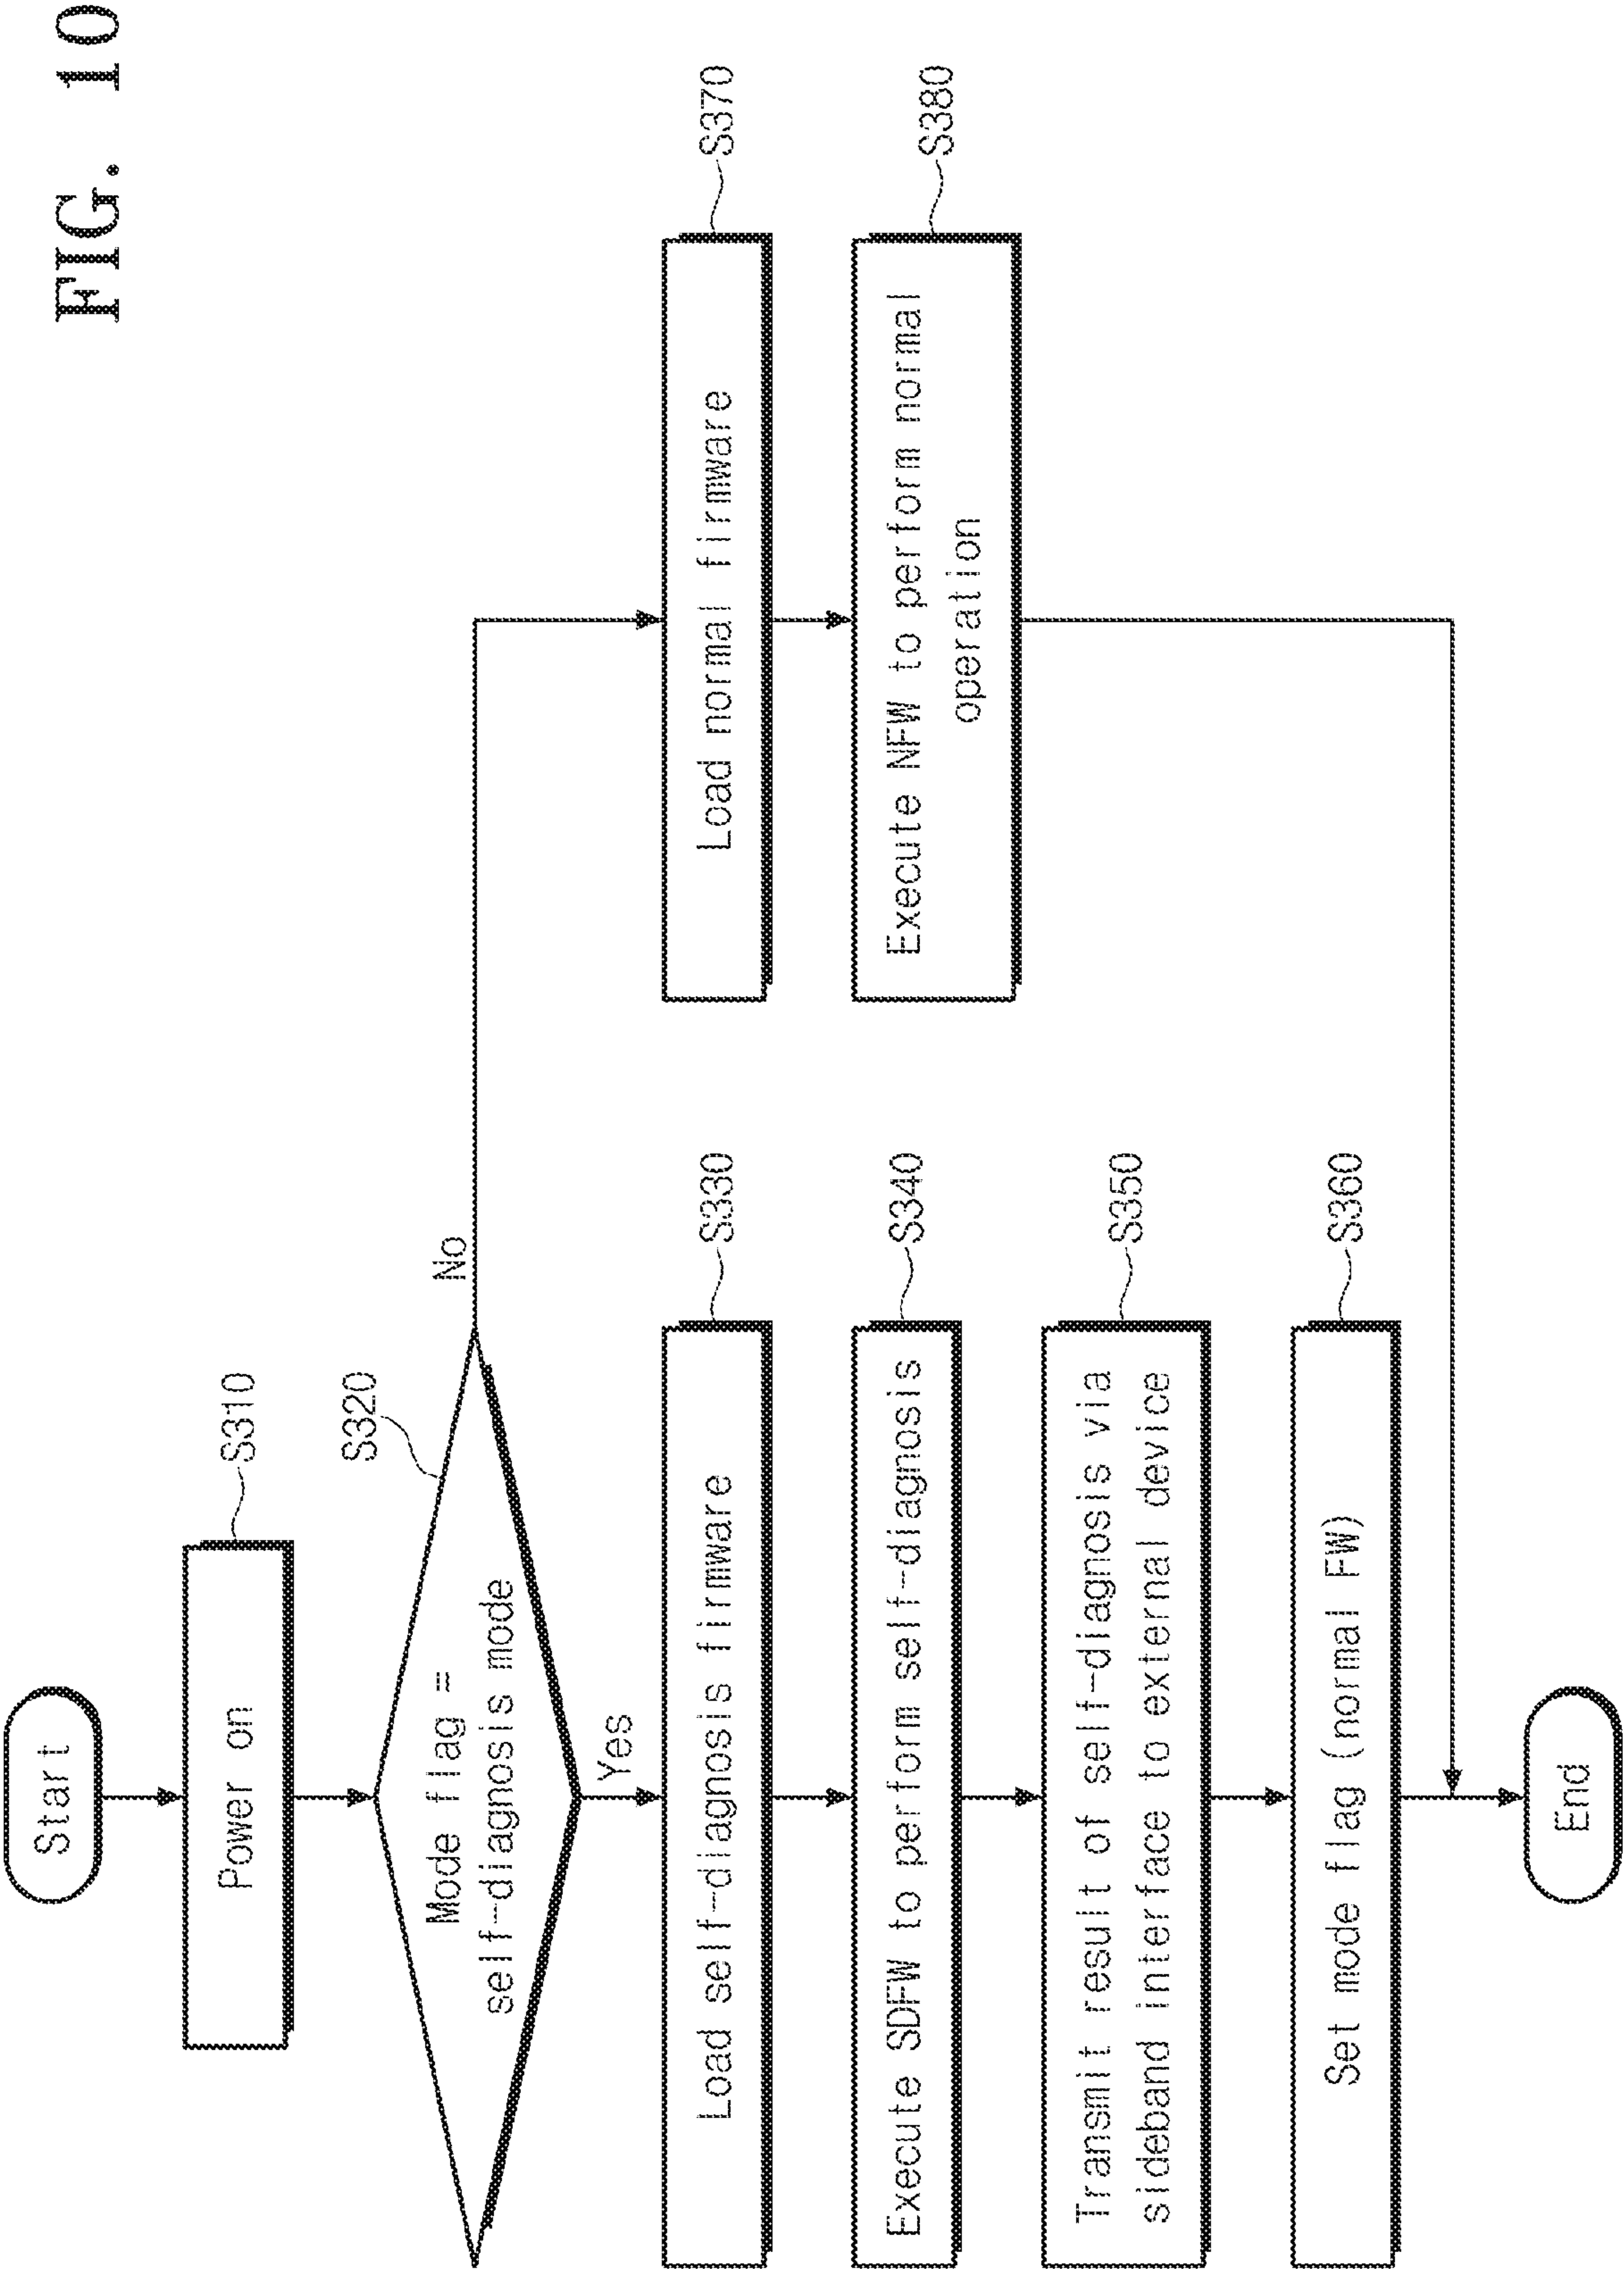 FIG. 10
Start
Power on
S310
Mode flag =
self-diagnosis mode
S320
No
Yes
Load self-diagnosis firmware
S330
Execute SDFW to perform self-diagnosis
S340
Transmit result of self-diagnosis via
sideband interface to external device
S350
Set mode flag (normal FW)
S360
Load normal firmware
S370
Execute NFW to perform normal
operation
S380
End